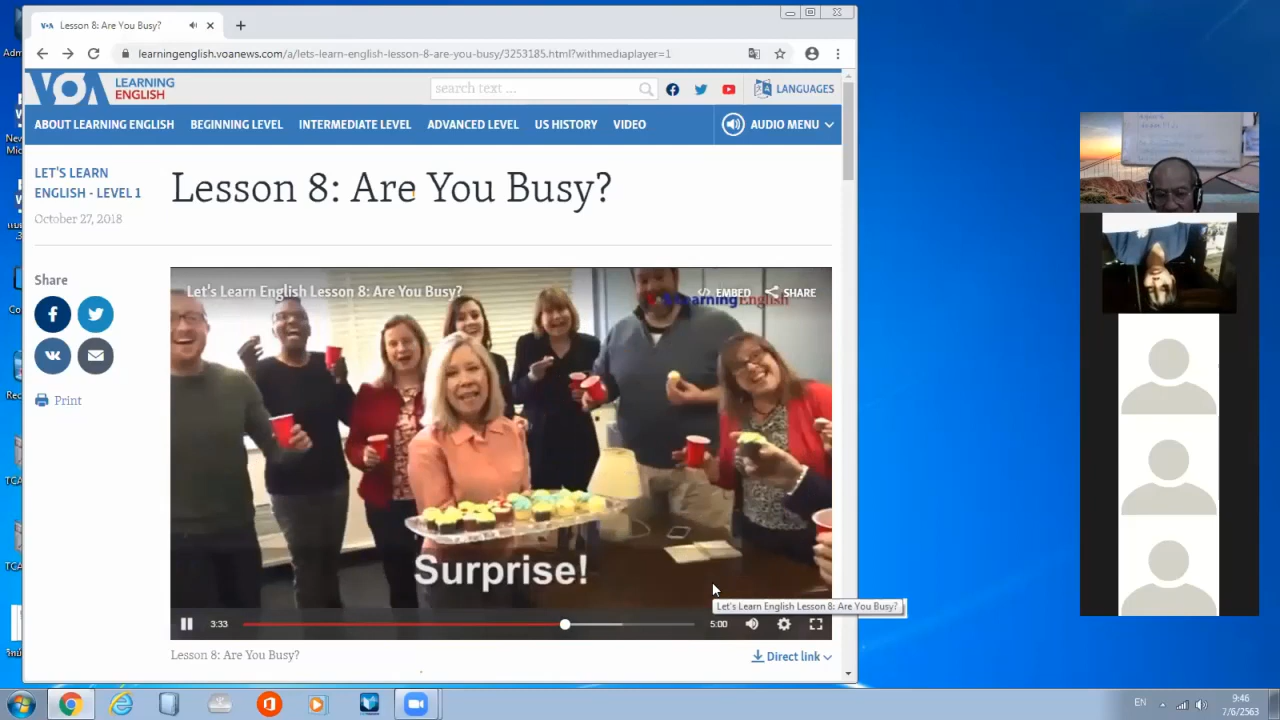 Lesson 8: Are You Busy?
learningenglish.voanews.com/a/lets-learn-english-lesson-8-are-you-busy/3253185.html?withmediaplayer=1
VOA
LEARNING
ENGLISH
search text ...
LANGUAGES
ABOUT LEARNING ENGLISH
BEGINNING LEVEL
INTERMEDIATE LEVEL
ADVANCED LEVEL
US HISTORY
VIDEO
AUDIO MENU
LET'S LEARN
ENGLISH - LEVEL 1
October 27, 2018
Lesson 8: Are You Busy?
Share
Print
Let's Learn English Lesson 8: Are You Busy?
EMBED
SHARE
Learning English
Surprise!
Let's Learn English Lesson 8: Are You Busy?
3:33
5:00
Lesson 8: Are You Busy?
Direct link
EN
9:46
7/6/2563